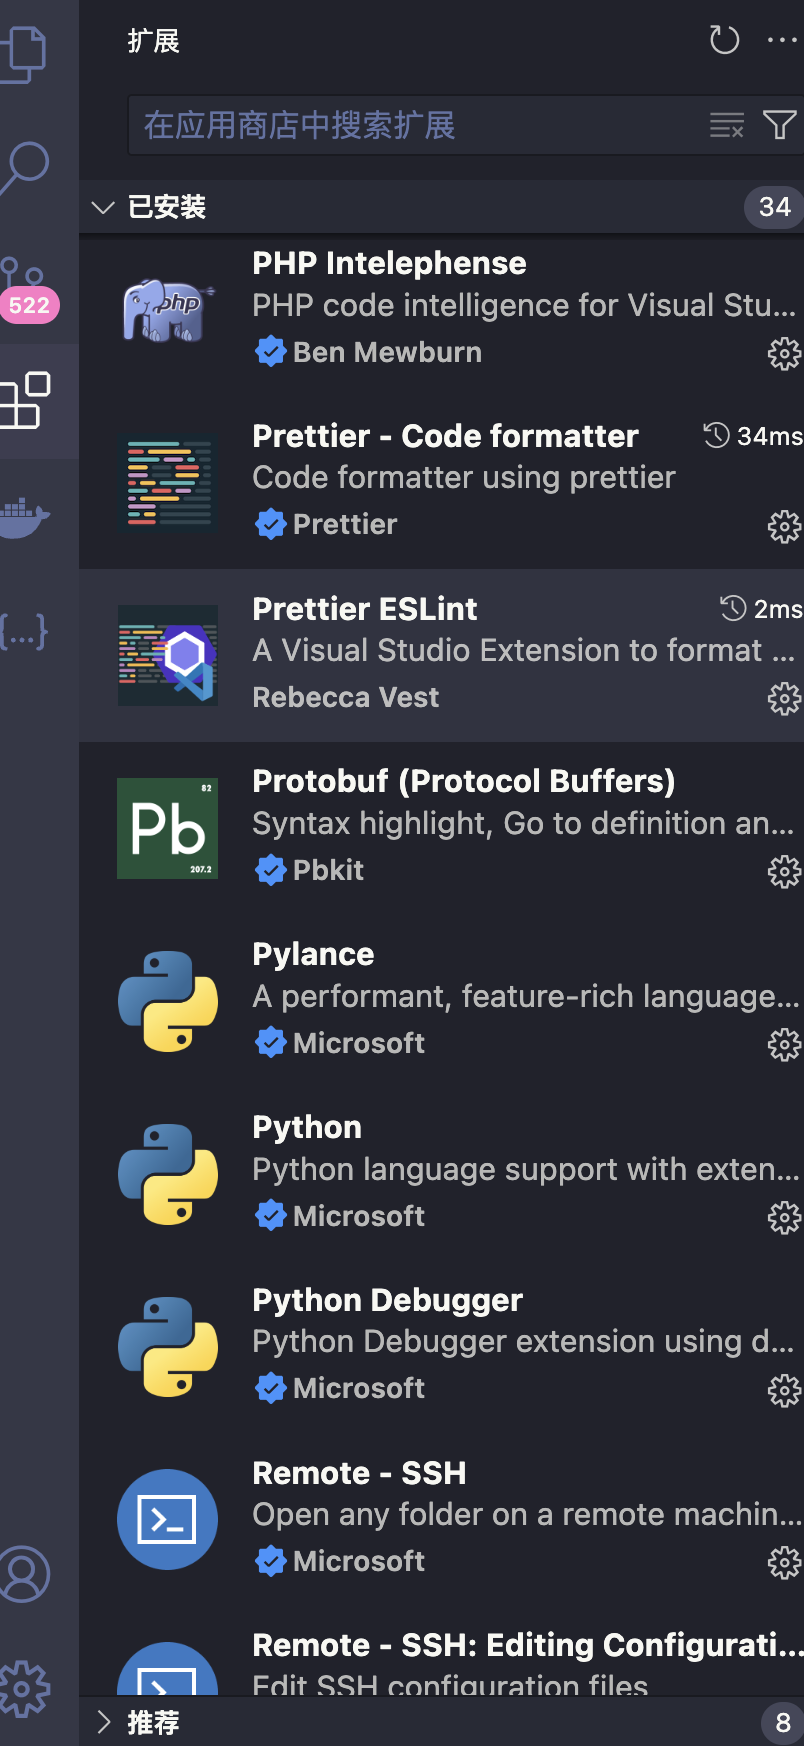 扩展
在应用商店中搜索扩展
已安装 34
522
PHP Intelephense
PHP code intelligence for Visual Stu...
php
Ben Mewburn
Prettier - Code formatter 34ms
Code formatter using prettier
Prettier
Prettier ESLint 2ms
A Visual Studio Extension to format ...
Rebecca Vest
Protobuf (Protocol Buffers)
82
Pb
207.2
Syntax highlight, Go to definition an...
Pbkit
Pylance
A performant, feature-rich language...
Microsoft
Python
Python language support with exten...
Microsoft
Python Debugger
Python Debugger extension using d...
Microsoft
Remote - SSH
Open any folder on a remote machin...
Microsoft
Remote - SSH: Editing Configurati...
Edit SSH configuration files
推荐 8